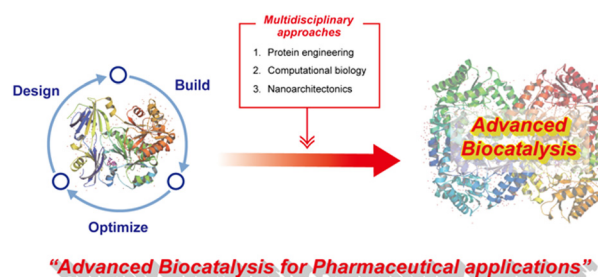 Multidisciplinary
approaches
1. Protein engineering
2. Computational biology
3. Nanoarchitectonics
Design
Build
Optimize
Advanced
Biocatalysis
“Advanced Biocatalysis for Pharmaceutical applications”